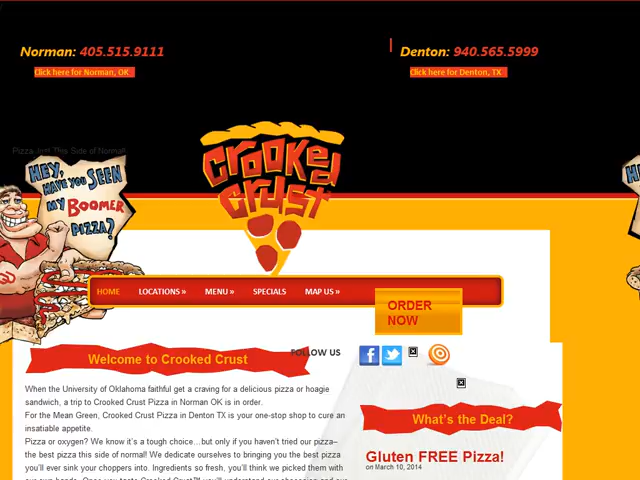 Norman: 405.515.9111
Click here for Norman, OK
Denton: 940.565.5999
Click here for Denton, TX
Pizza Just This Side of Normal!
Crooked
Crust
HEY,
HAVE YOU SEEN
MY BOOMER
PIZZA?
HOME LOCATIONS » MENU » SPECIALS MAP US »
ORDER
NOW
Welcome to Crooked Crust
FOLLOW US
When the University of Oklahoma faithful get a craving for a delicious pizza or hoagie
sandwich, a trip to Crooked Crust Pizza in Norman OK is in order.
For the Mean Green, Crooked Crust Pizza in Denton TX is your one-stop shop to cure an
insatiable appetite.
Pizza or oxygen? We know it's a tough choice…but only if you haven't tried our pizza–
the best pizza this side of normal! We dedicate ourselves to bringing you the best pizza
you'll ever sink your choppers into. Ingredients so fresh, you'll think we picked them with
What's the Deal?
Gluten FREE Pizza!
on March 10, 2014